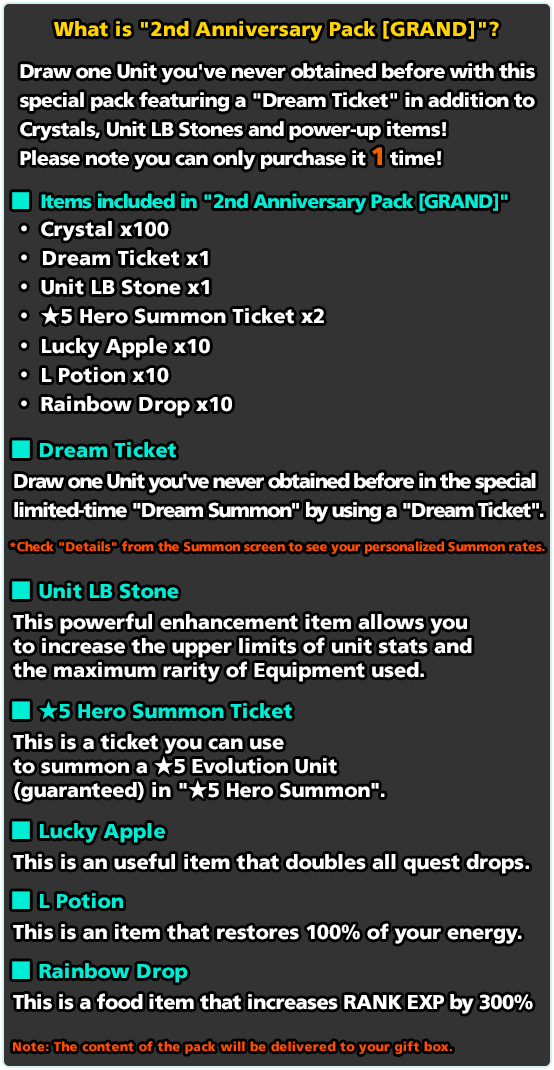 What is "2nd Anniversary Pack [GRAND]"?
Draw one Unit you've never obtained before with this
special pack featuring a "Dream Ticket" in addition to
Crystals, Unit LB Stones and power-up items!
Please note you can only purchase it 1 time!
■ Items included in "2nd Anniversary Pack [GRAND]"
• Crystal x100
• Dream Ticket x1
• Unit LB Stone x1
• ★5 Hero Summon Ticket x2
• Lucky Apple x10
• L Potion x10
• Rainbow Drop x10
■ Dream Ticket
Draw one Unit you've never obtained before in the special
limited-time "Dream Summon" by using a "Dream Ticket".
*Check "Details" from the Summon screen to see your personalized Summon rates.
■ Unit LB Stone
This powerful enhancement item allows you
to increase the upper limits of unit stats and
the maximum rarity of Equipment used.
■ ★5 Hero Summon Ticket
This is a ticket you can use
to summon a ★5 Evolution Unit
(guaranteed) in "★5 Hero Summon".
■ Lucky Apple
This is an useful item that doubles all quest drops.
■ L Potion
This is an item that restores 100% of your energy.
■ Rainbow Drop
This is a food item that increases RANK EXP by 300%
Note: The content of the pack will be delivered to your gift box.